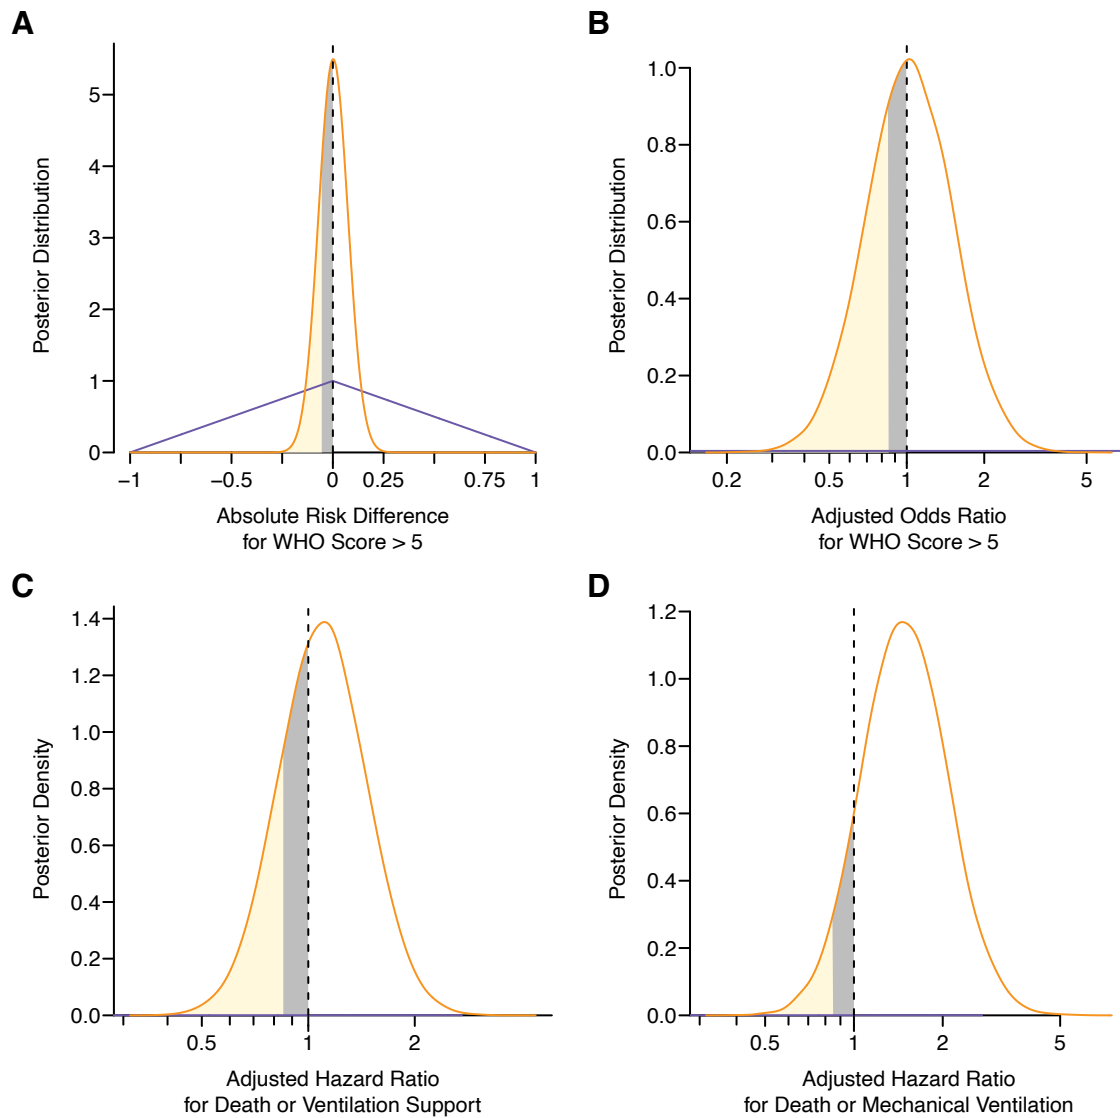 A
Posterior Distribution
5
4
3
2
1
0
−1 −0.5 0 0.25 0.75 1
Absolute Risk Difference
for WHO Score > 5
B
Posterior Distribution
1.0
0.8
0.6
0.4
0.2
0.0
0.2 0.5 1 2 5
Adjusted Odds Ratio
for WHO Score > 5
C
Posterior Density
1.4
1.2
1.0
0.8
0.6
0.4
0.2
0.0
0.5 1 2
Adjusted Hazard Ratio
for Death or Ventilation Support
D
Posterior Density
1.2
1.0
0.8
0.6
0.4
0.2
0.0
0.5 1 2 5
Adjusted Hazard Ratio
for Death or Mechanical Ventilation